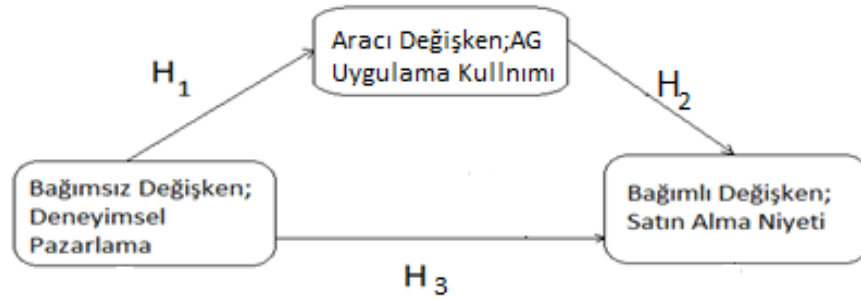 Aracı Değişken;AG
Uygulama Kullnımı
H1
H2
Bağımsız Değişken;
Deneyimsel
Pazarlama
Bağımlı Değişken;
Satın Alma Niyeti
H3